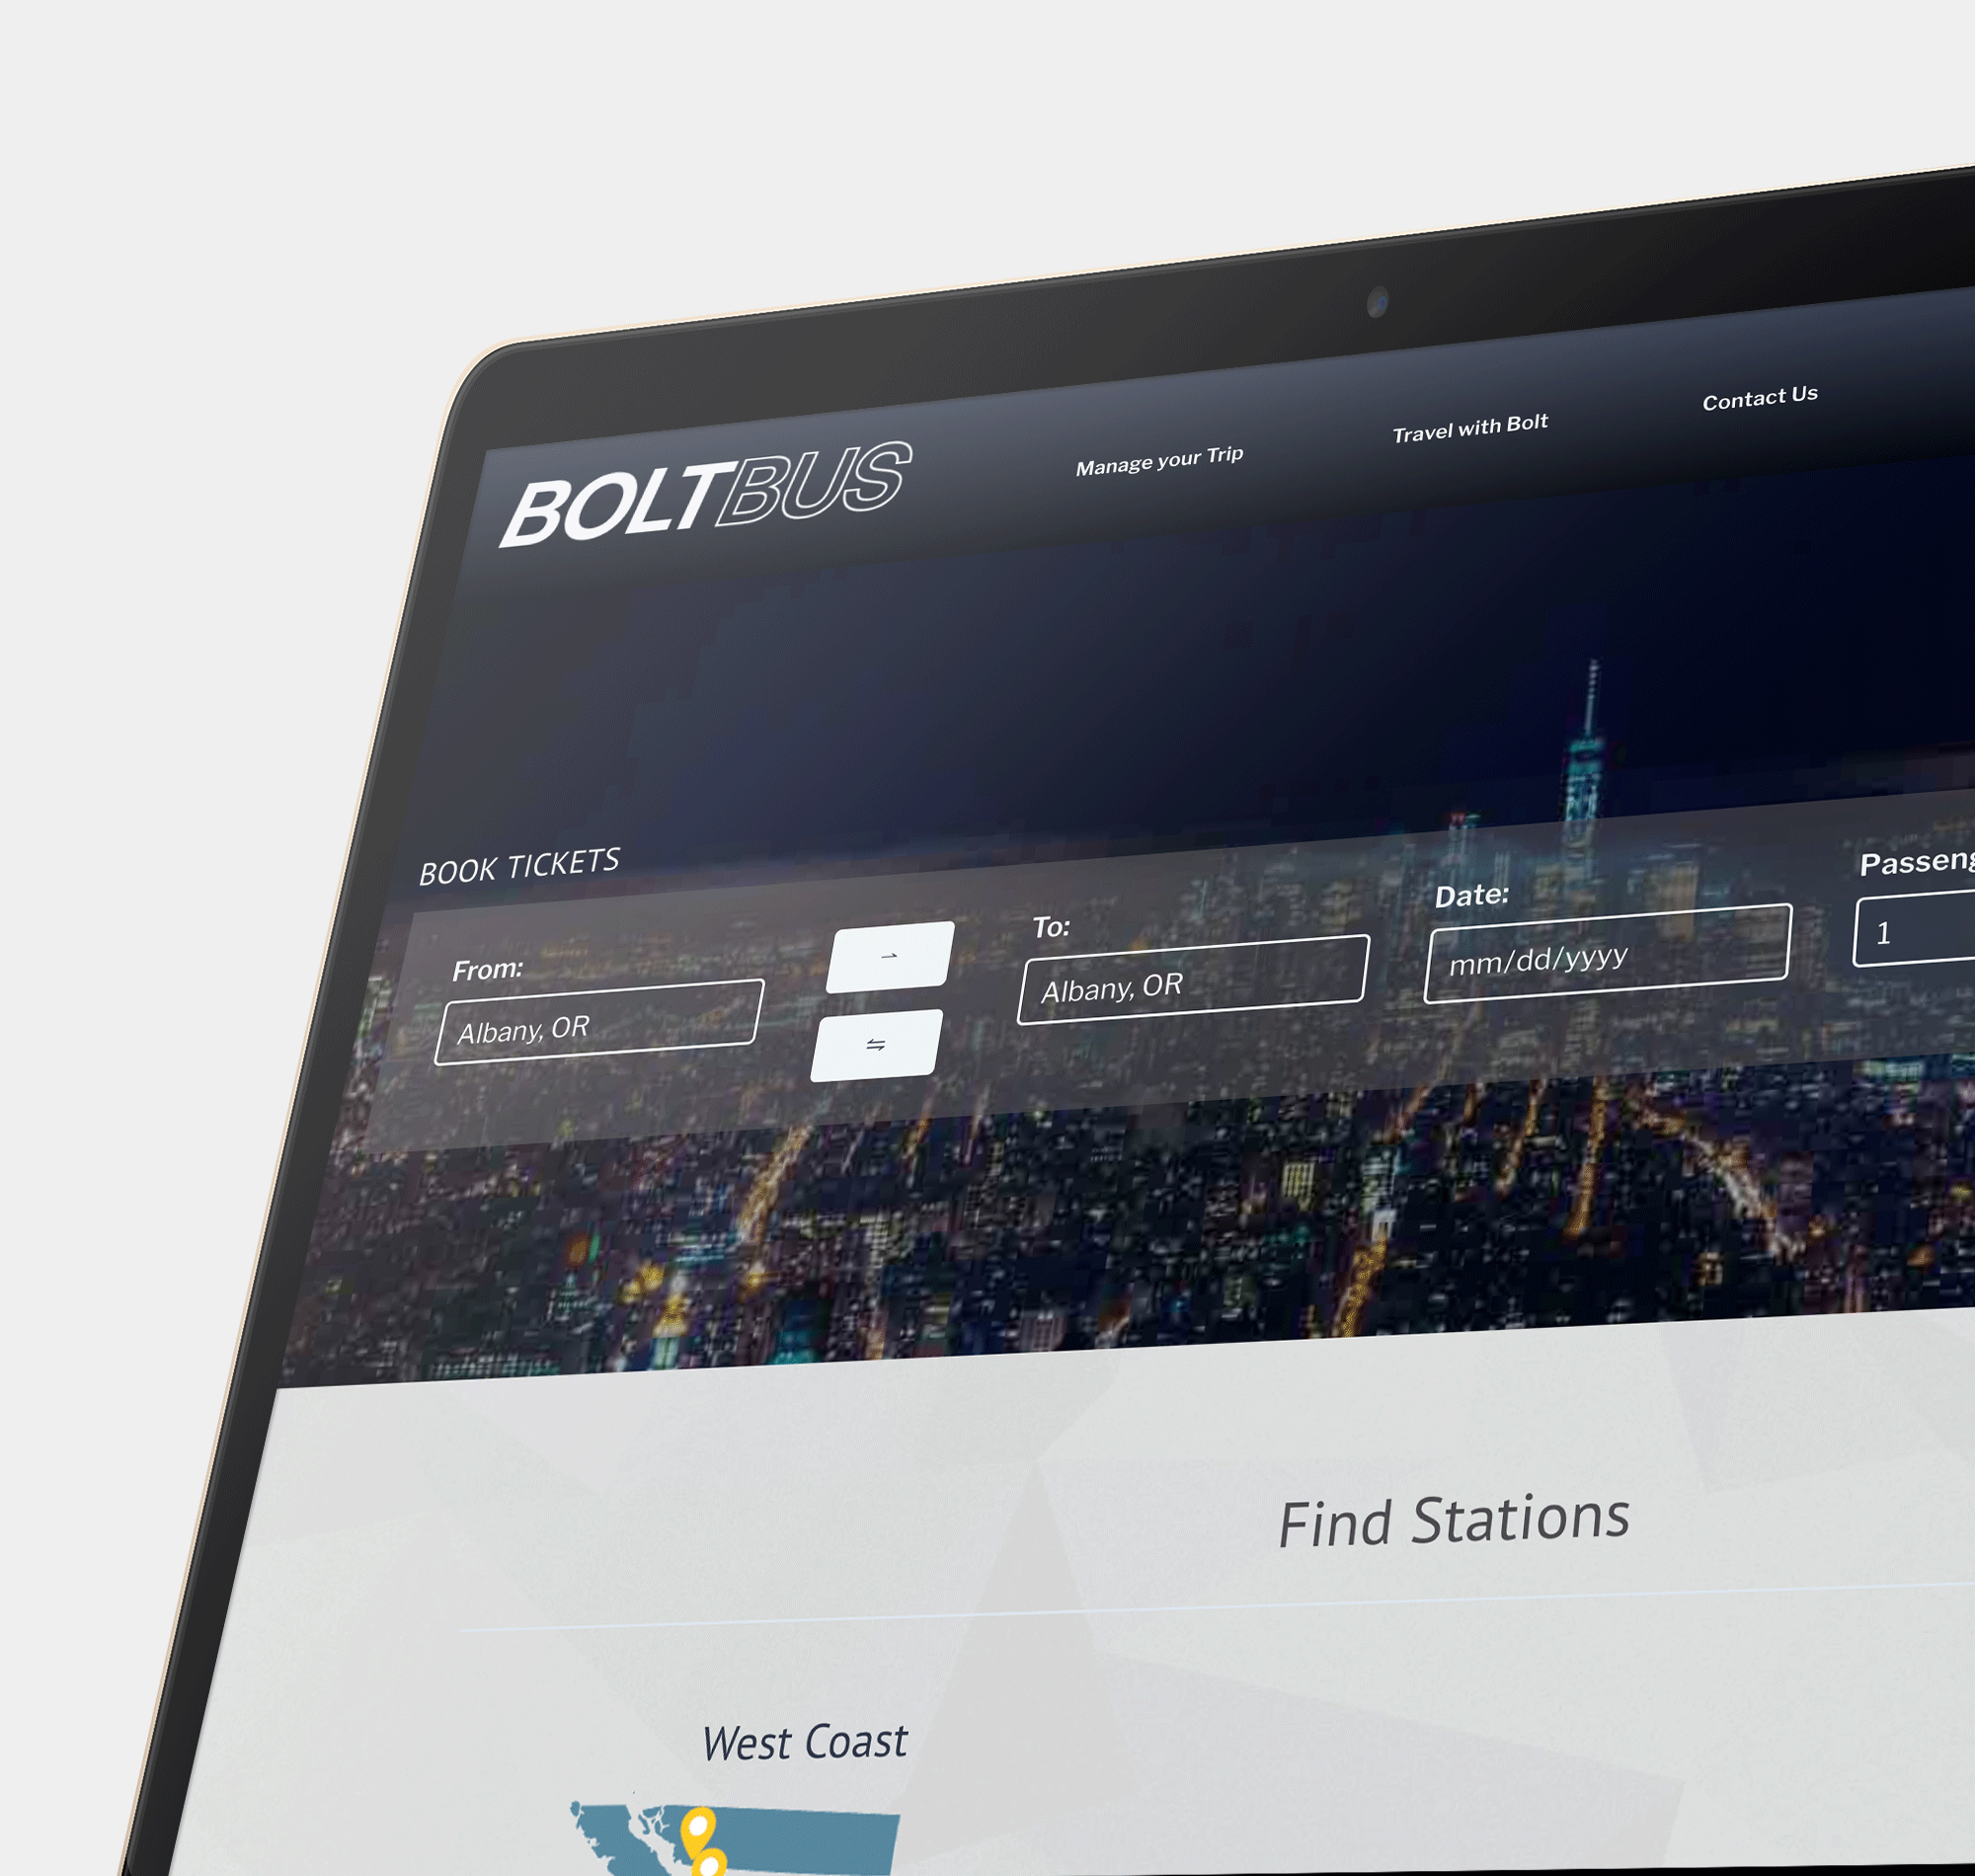 BOLTBUS
Manage your Trip
Travel with Bolt
Contact Us
BOOK TICKETS
From:
Albany, OR
To:
Albany, OR
Date:
mm/dd/yyyy
Passeng
1
Find Stations
West Coast